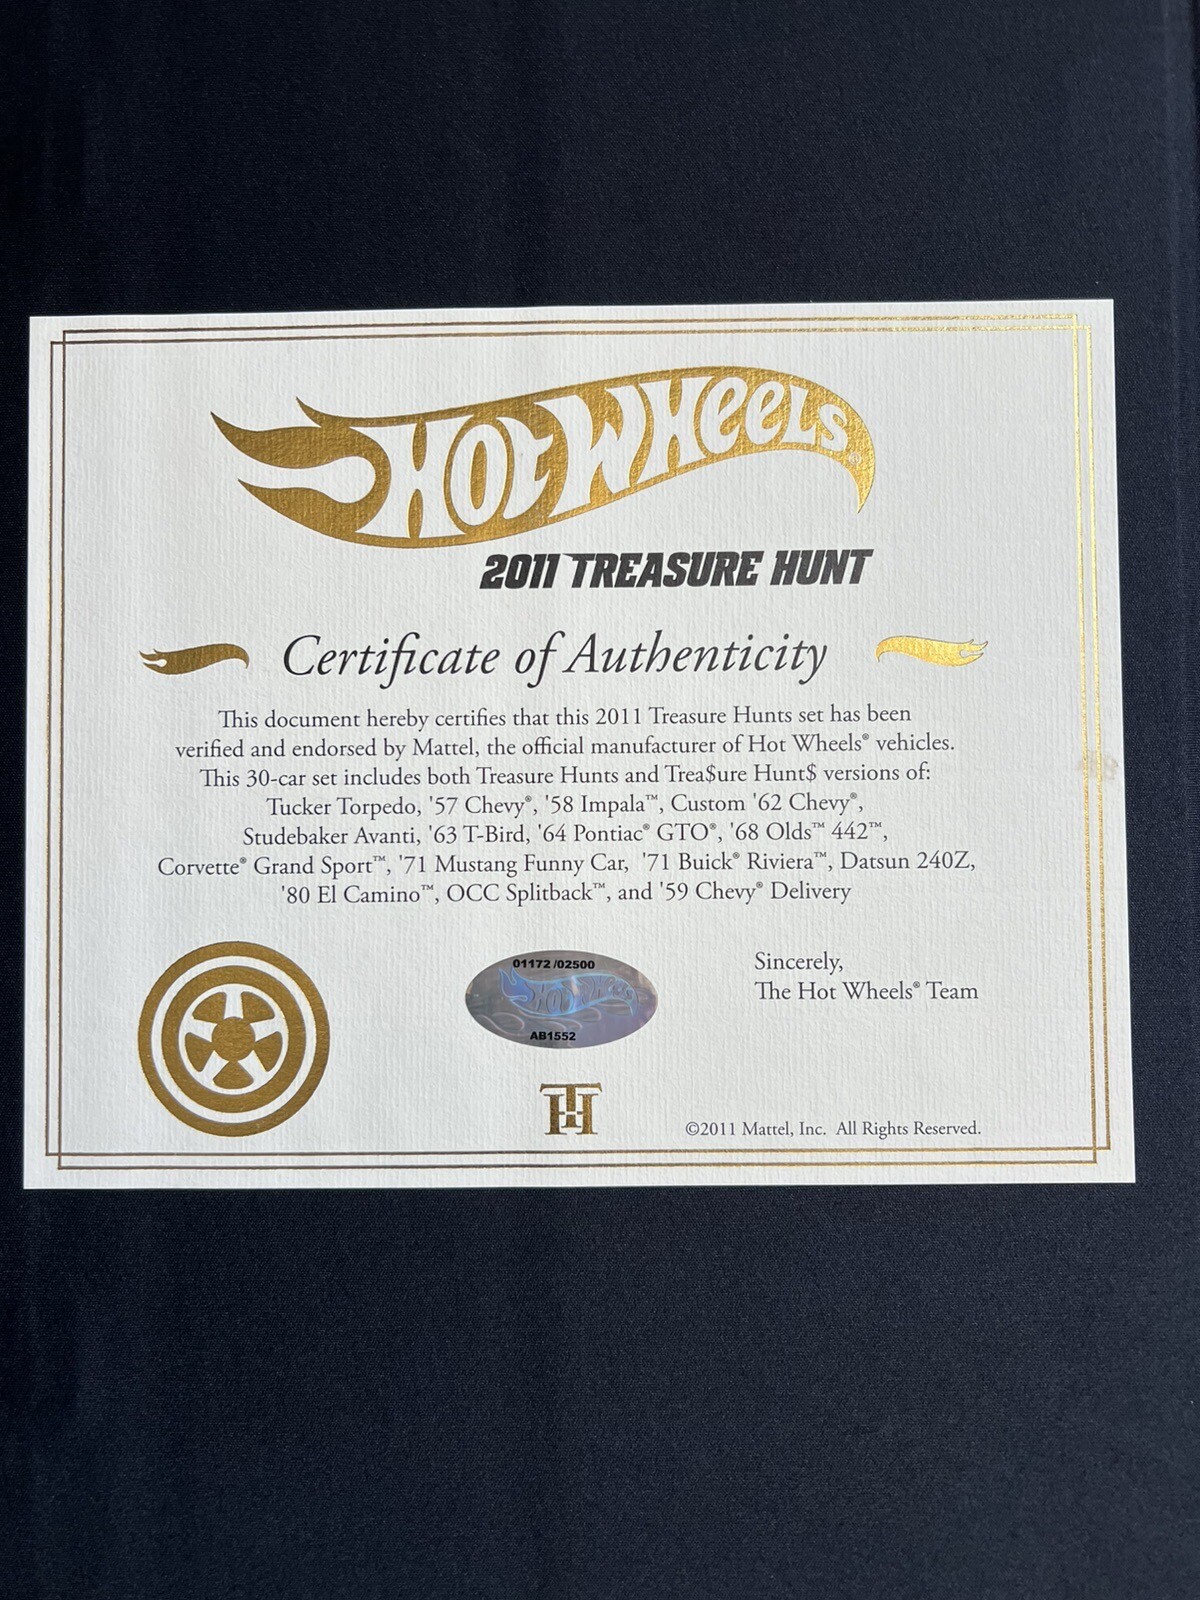 HOT WHEELS®
2011 TREASURE HUNT
Certificate of Authenticity
This document hereby certifies that this 2011 Treasure Hunts set has been
verified and endorsed by Mattel, the official manufacturer of Hot Wheels® vehicles.
This 30-car set includes both Treasure Hunts and Trea$ure Hunt$ versions of:
Tucker Torpedo, '57 Chevy®, '58 Impala™, Custom '62 Chevy®,
Studebaker Avanti, '63 T-Bird, '64 Pontiac® GTO®, '68 Olds™ 442™,
Corvette® Grand Sport™, '71 Mustang Funny Car, '71 Buick® Riviera™, Datsun 240Z,
'80 El Camino™, OCC Splitback™, and '59 Chevy® Delivery
01172/02500
HOT WHEELS
AB1552
Sincerely,
The Hot Wheels® Team
TH
©2011 Mattel, Inc. All Rights Reserved.